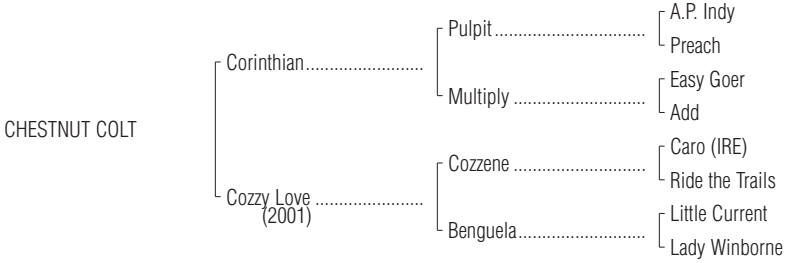 A.P. Indy
Pulpit
Preach
Corinthian
Easy Goer
Multiply
Add
CHESTNUT COLT
Caro (IRE)
Cozzene
Ride the Trails
Cozzy Love
(2001)
Little Current
Benguela
Lady Winborne